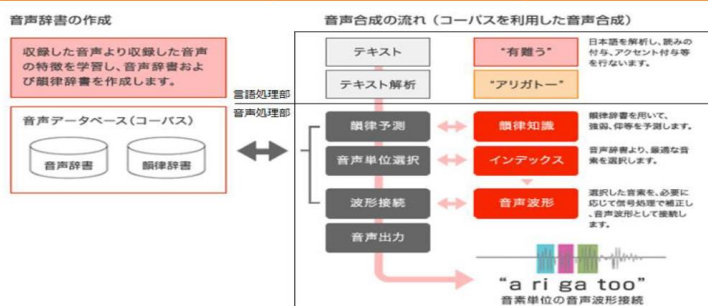 音声辞書の作成
収録した音声より収録した音声
の特徴を学習し、音声辞書およ
び韻律辞書を作成します。
音声データベース(コーパス)
音声辞書
韻律辞書
言語処理部
音声処理部
音声合成の流れ(コーパスを利用した音声合成)
テキスト
"有難う"
日本語を解析し、読みの
付与、アクセント付与等
を行ないます。
テキスト解析
"アリガトー"
韻律予測
韻律知識
韻律辞書を用いて、
強弱、抑等を予測します。
音声単位選択
インデックス
音声辞書より、最適な音
素を選択します。
波形接続
音声波形
選択した音素を、必要に
応じて信号処理で補正し
、音声波形として接続し
ます。
音声出力
"a ri ga too"
音素単位の音声波形接続